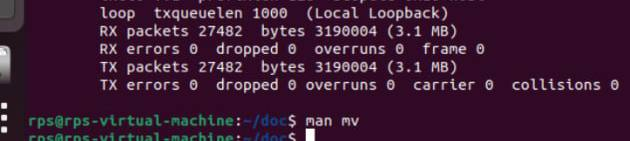 loop txqueuelen 1000 (Local Loopback)
RX packets 27482 bytes 3190004 (3.1 MB)
RX errors 0 dropped 0 overruns 0 frame 0
TX packets 27482 bytes 3190004 (3.1 MB)
TX errors 0 dropped 0 overruns 0 carrier 0 collisions 0
rps@rps-virtual-machine:~/doc$ man mv
rps@rps-virtual-machine:~/doc$